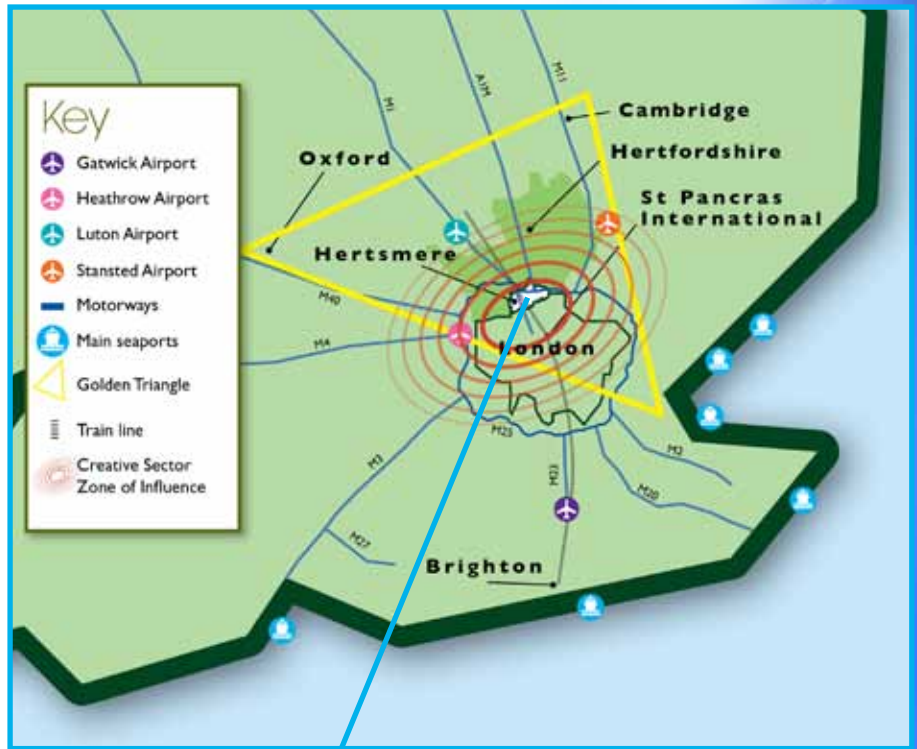 Key
Gatwick Airport
Heathrow Airport
Luton Airport
Stansted Airport
Motorways
Main seaports
Golden Triangle
Train line
Creative Sector
Zone of Influence
M1
A1M
M11
Cambridge
Oxford
Hertfordshire
St Pancras
International
Hertsmere
M40
M4
London
M25
M3
M23
M2
M20
M27
Brighton